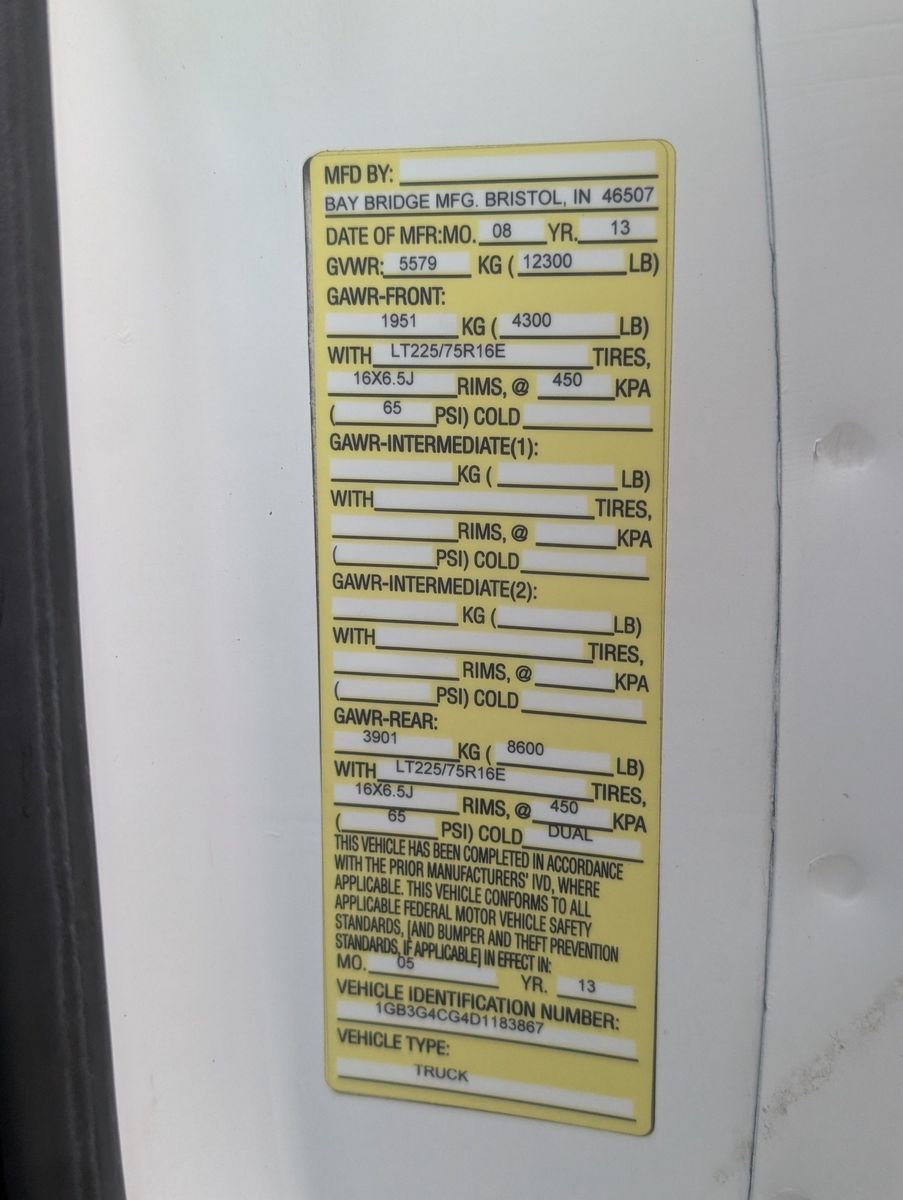 MFD BY:
BAY BRIDGE MFG. BRISTOL, IN 46507
DATE OF MFR:MO. 08 YR. 13
GVWR: 5579 KG ( 12300 LB)
GAWR-FRONT:
1951 KG ( 4300 LB)
WITH LT225/75R16E TIRES,
16X6.5J RIMS, @ 450 KPA
( 65 PSI) COLD
GAWR-INTERMEDIATE(1):
KG ( LB)
WITH TIRES,
RIMS, @ KPA
( PSI) COLD
GAWR-INTERMEDIATE(2):
KG ( LB)
WITH TIRES,
RIMS, @ KPA
( PSI) COLD
GAWR-REAR:
3901 KG ( 8600 LB)
WITH LT225/75R16E TIRES,
16X6.5J RIMS, @ 450 KPA
( 65 PSI) COLD DUAL
THIS VEHICLE HAS BEEN COMPLETED IN ACCORDANCE
WITH THE PRIOR MANUFACTURERS' IVD, WHERE
APPLICABLE. THIS VEHICLE CONFORMS TO ALL
APPLICABLE FEDERAL MOTOR VEHICLE SAFETY
STANDARDS, [AND BUMPER AND THEFT PREVENTION
STANDARDS, IF APPLICABLE] IN EFFECT IN:
MO. 05 YR. 13
VEHICLE IDENTIFICATION NUMBER:
1GB3G4CG4D1183867
VEHICLE TYPE:
TRUCK